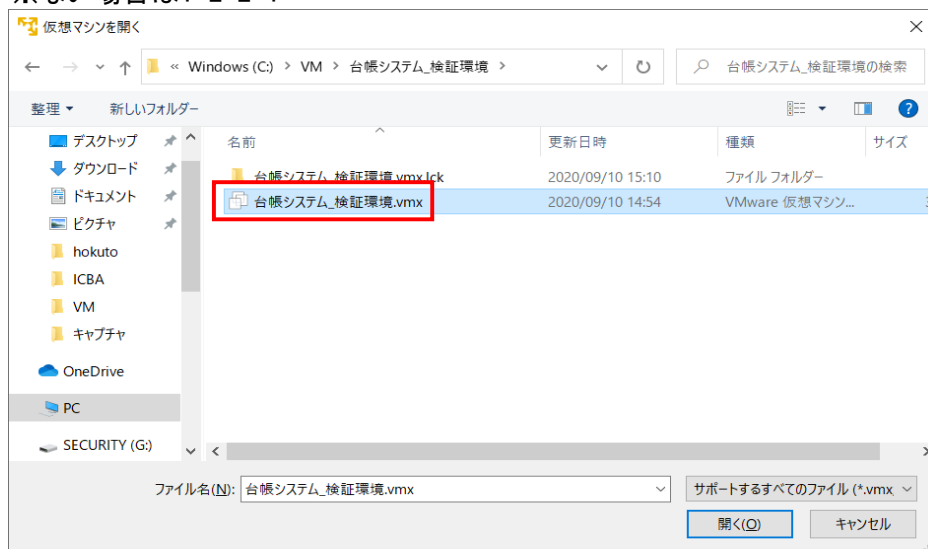 仮想マシンを開く
« Windows (C:) > VM > 台帳システム_検証環境 >
台帳システム_検証環境の検索
整理 新しいフォルダー
名前 更新日時 種類 サイズ
デスクトップ
ダウンロード
ドキュメント
ピクチャ
hokuto
ICBA
VM
キャプチャ
OneDrive
PC
SECURITY (G:)
台帳システム_検証環境.vmx.lck 2020/09/10 15:10 ファイル フォルダー
台帳システム_検証環境.vmx 2020/09/10 14:54 VMware 仮想マシン...
ファイル名(N): 台帳システム_検証環境.vmx サポートするすべてのファイル (*.vmx,
開く(O) キャンセル